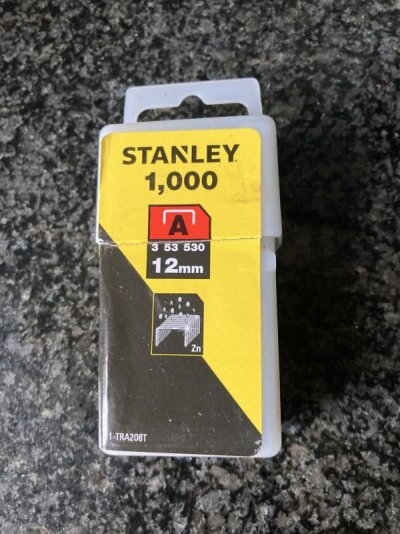 STANLEY
1,000
A
3 53 530
12mm
Zn
1-TRA208T